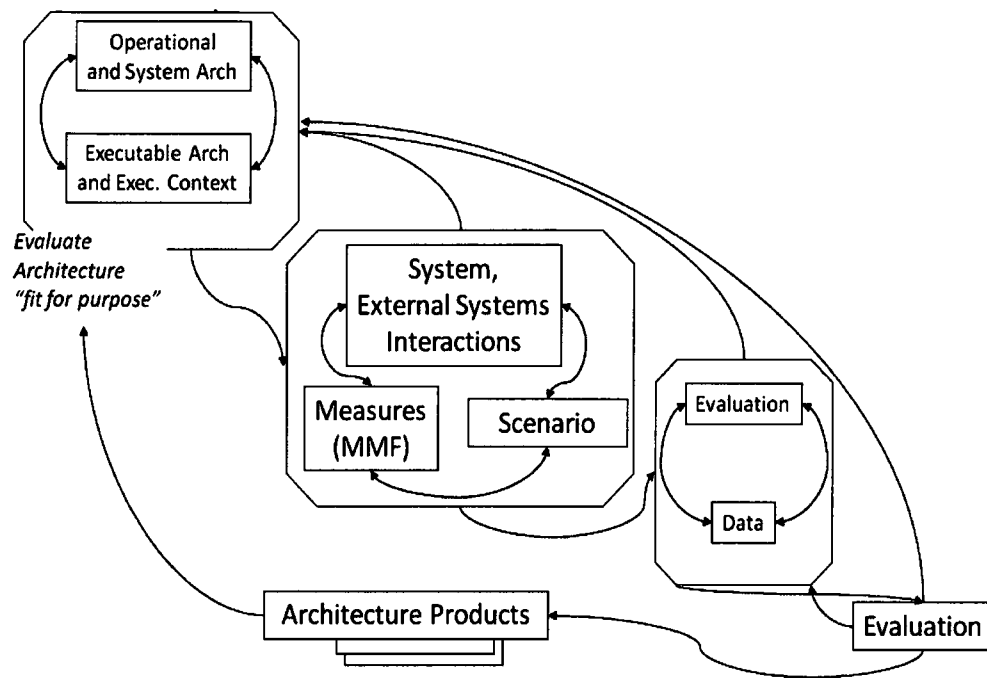 Operational
and System Arch
Executable Arch
and Exec. Context
Evaluate
Architecture
"fit for purpose"
System,
External Systems
Interactions
Measures
(MMF)
Scenario
Evaluation
Data
Architecture Products
Evaluation